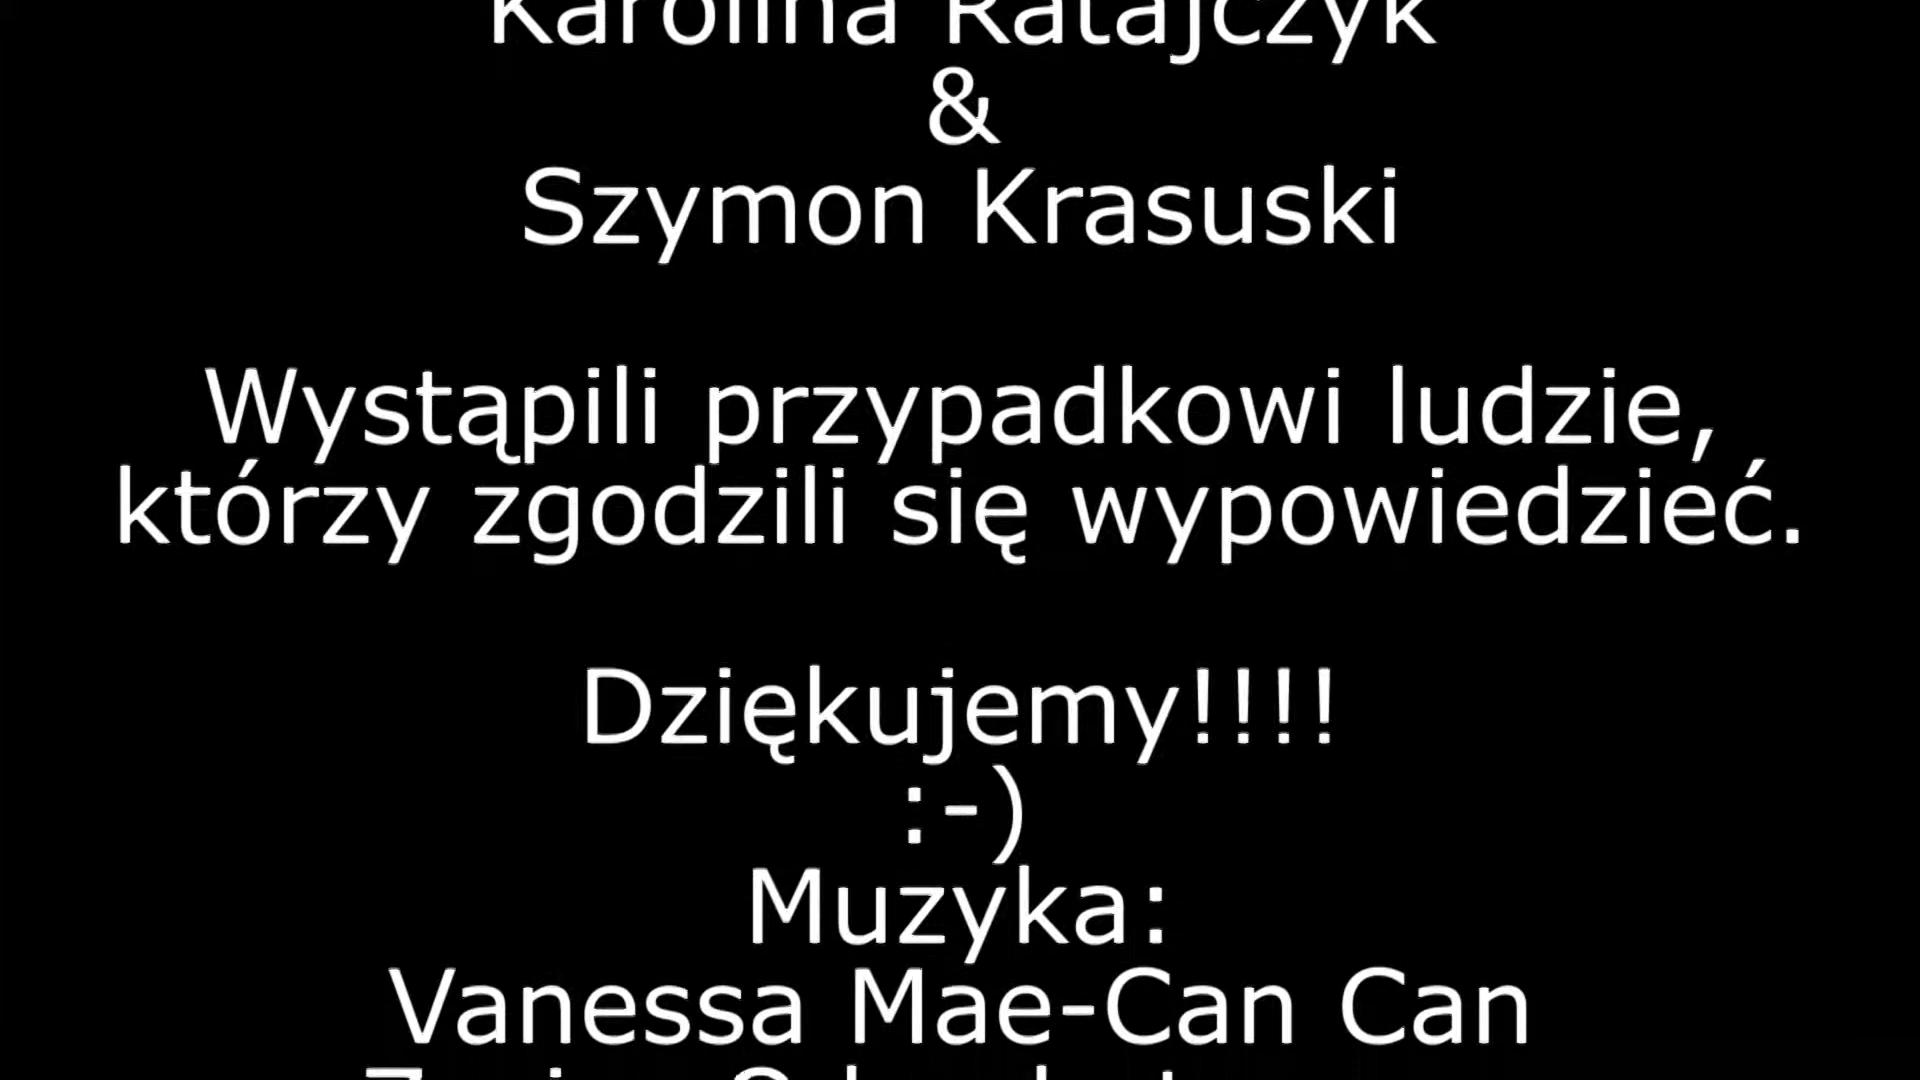 Karolina Ratajczyk
&
Szymon Krasuski
Wystąpili przypadkowi ludzie,
którzy zgodzili się wypowiedzieć.
Dziękujemy!!!!
:-)
Muzyka:
Vanessa Mae-Can Can